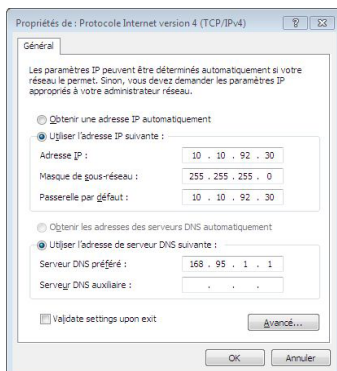 Propriétés de : Protocole Internet version 4 (TCP/IPv4)
Général
Les paramètres IP peuvent être déterminés automatiquement si votre
réseau le permet. Sinon, vous devez demander les paramètres IP
appropriés à votre administrateur réseau.
Obtenir une adresse IP automatiquement
Utiliser l'adresse IP suivante :
Adresse IP : 10 . 10 . 92 . 30
Masque de sous-réseau : 255 . 255 . 255 . 0
Passerelle par défaut : 10 . 10 . 92 . 30
Obtenir les adresses des serveurs DNS automatiquement
Utiliser l'adresse de serveur DNS suivante :
Serveur DNS préféré : 168 . 95 . 1 . 1
Serveur DNS auxiliaire : . . .
Validate settings upon exit
Avancé...
OK Annuler